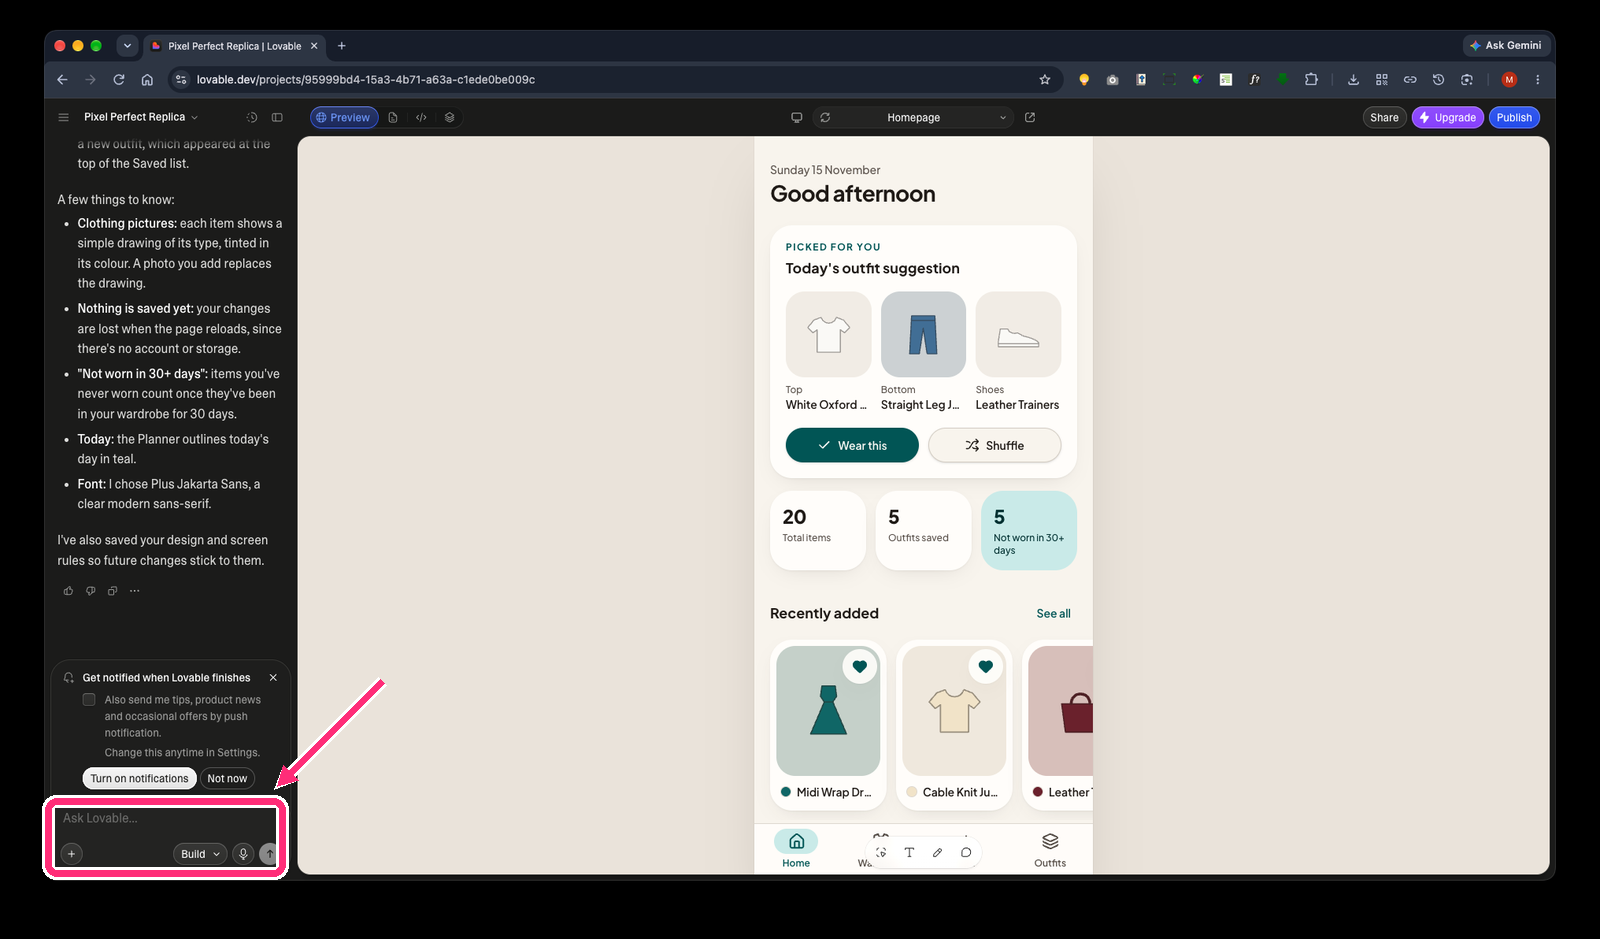 Pixel Perfect Replica | Lovable
Ask Gemini
lovable.dev/projects/95999bd4-15a3-4b71-a63a-c1ede0be009c
f?
M
Pixel Perfect Replica
Preview
Homepage
Share
Upgrade
Publish
a new outfit, which appeared at the
top of the Saved list.
A few things to know:
• Clothing pictures: each item shows a
simple drawing of its type, tinted in
its colour. A photo you add replaces
the drawing.
• Nothing is saved yet: your changes
are lost when the page reloads, since
there's no account or storage.
• "Not worn in 30+ days": items you've
never worn count once they've been
in your wardrobe for 30 days.
• Today: the Planner outlines today's
day in teal.
• Font: I chose Plus Jakarta Sans, a
clear modern sans-serif.
I've also saved your design and screen
rules so future changes stick to them.
Get notified when Lovable finishes
Also send me tips, product news
and occasional offers by push
notification.
Change this anytime in Settings.
Turn on notifications
Not now
Ask Lovable...
Build
Sunday 15 November
Good afternoon
PICKED FOR YOU
Today's outfit suggestion
Top
White Oxford ...
Bottom
Straight Leg J...
Shoes
Leather Trainers
Wear this
Shuffle
20
Total items
5
Outfits saved
5
Not worn in 30+
days
Recently added
See all
Midi Wrap Dr...
Cable Knit Ju...
Leather
Home
Wa
T
Outfits